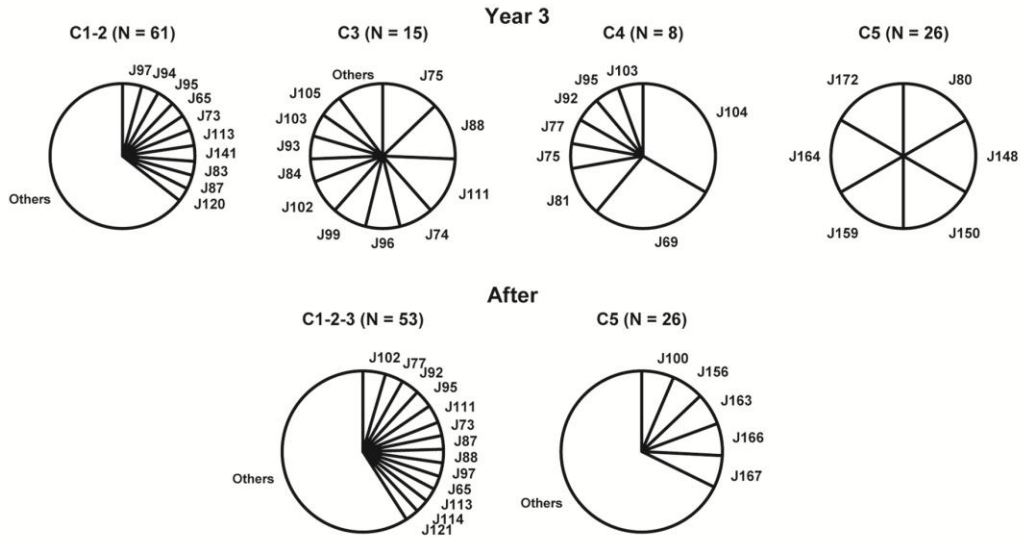 Year 3
C1-2 (N = 61)
J97
J94
J95
J65
J73
J113
J141
J83
J87
J120
Others
C3 (N = 15)
Others
J75
J88
J111
J74
J96
J99
J102
J84
J93
J103
J105
C4 (N = 8)
J103
J104
J69
J81
J75
J77
J92
J95
C5 (N = 26)
J172
J80
J148
J150
J159
J164
After
C1-2-3 (N = 53)
J102
J77
J92
J95
J111
J73
J87
J88
J97
J65
J113
J114
J121
Others
C5 (N = 26)
J100
J156
J163
J166
J167
Others